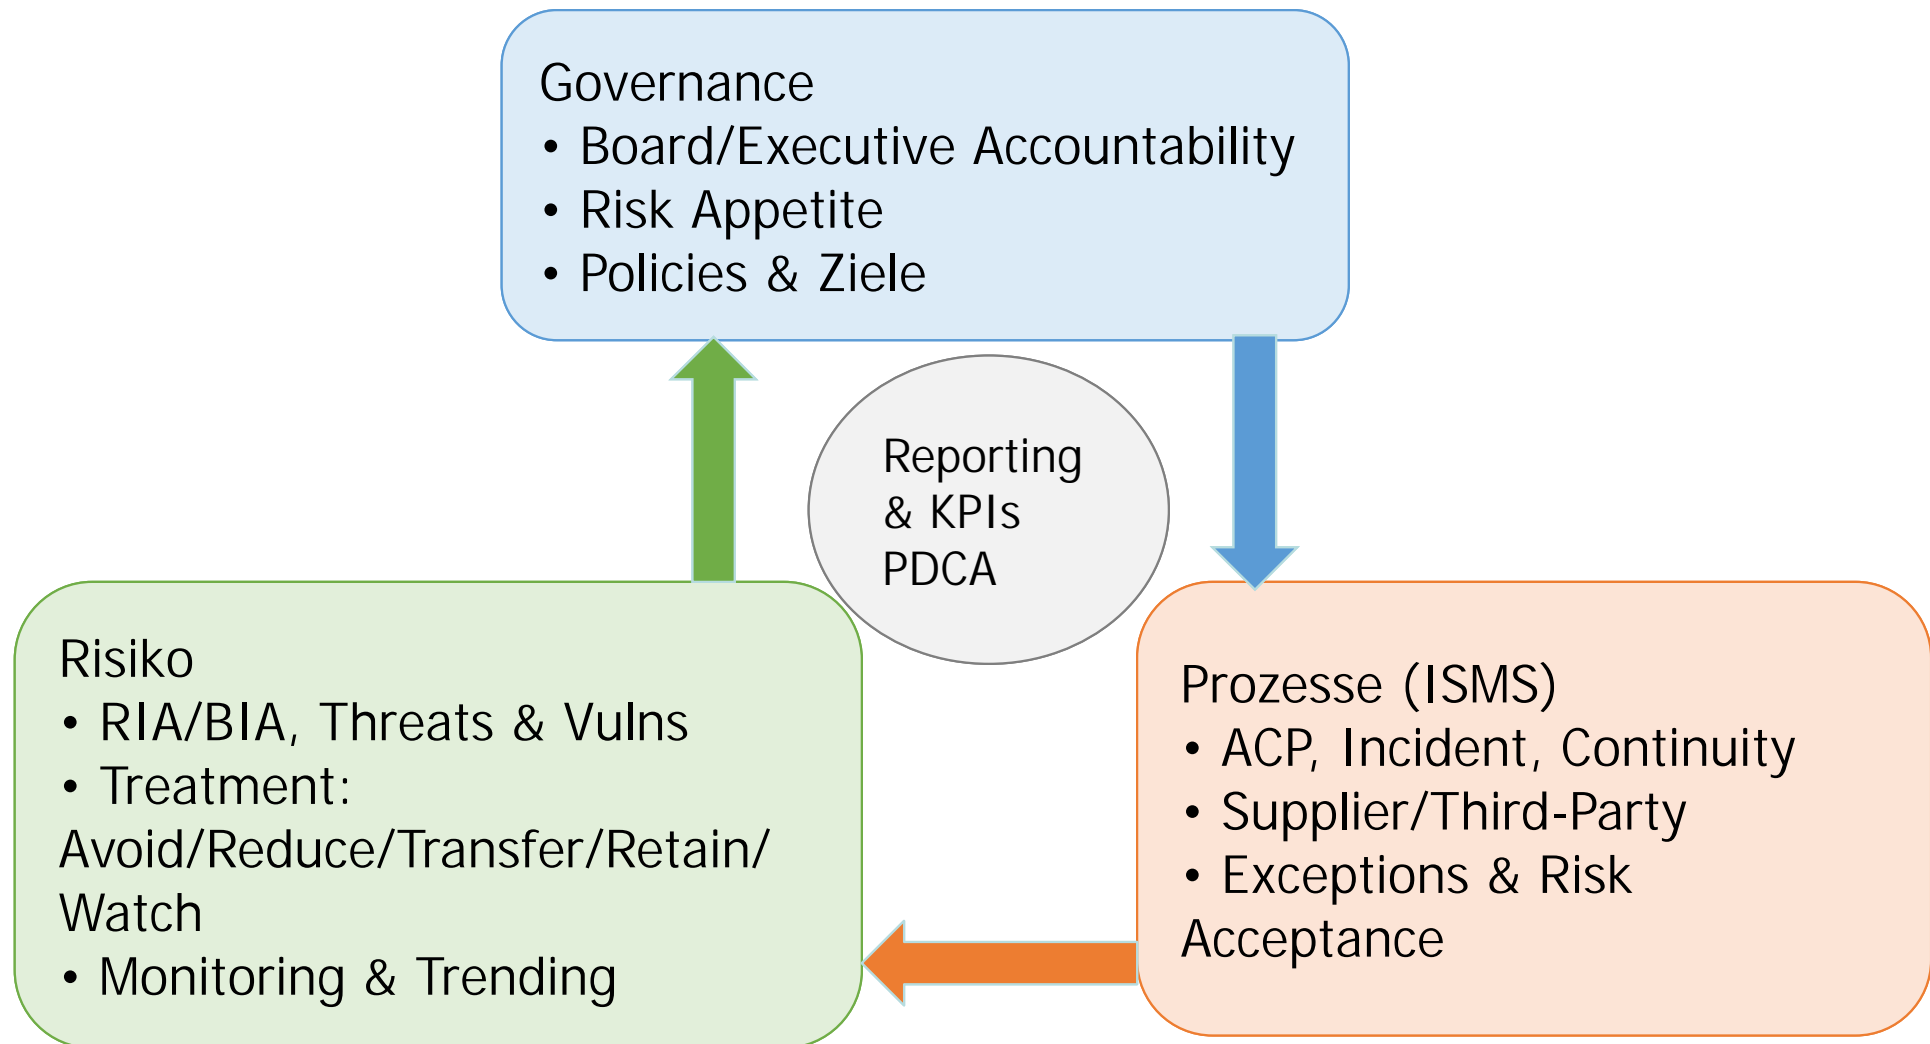 Governance
• Board/Executive Accountability
• Risk Appetite
• Policies & Ziele
Reporting
& KPIs
PDCA
Risiko
• RIA/BIA, Threats & Vulns
• Treatment:
Avoid/Reduce/Transfer/Retain/
Watch
• Monitoring & Trending
Prozesse (ISMS)
• ACP, Incident, Continuity
• Supplier/Third-Party
• Exceptions & Risk
Acceptance